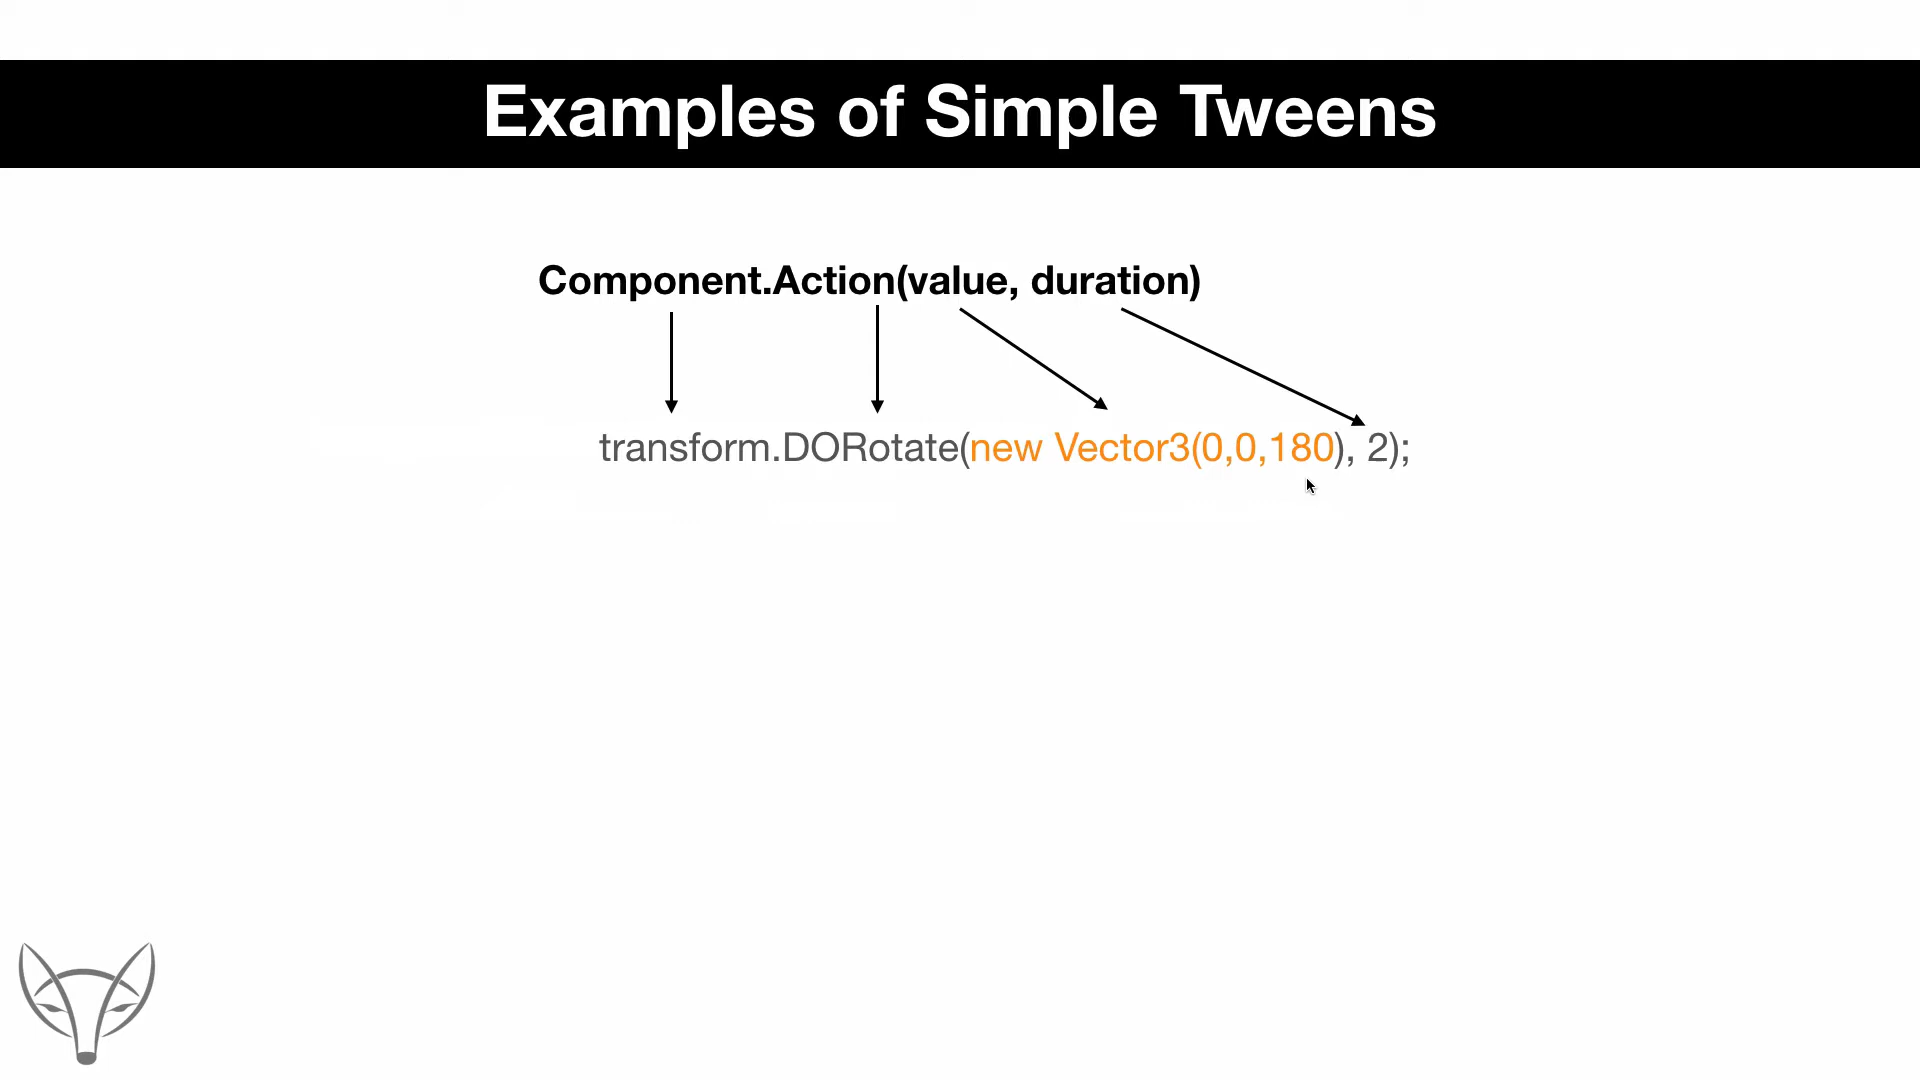 Examples of Simple Tweens
Component.Action(value, duration)
transform.DORotate(new Vector3(0,0,180), 2);